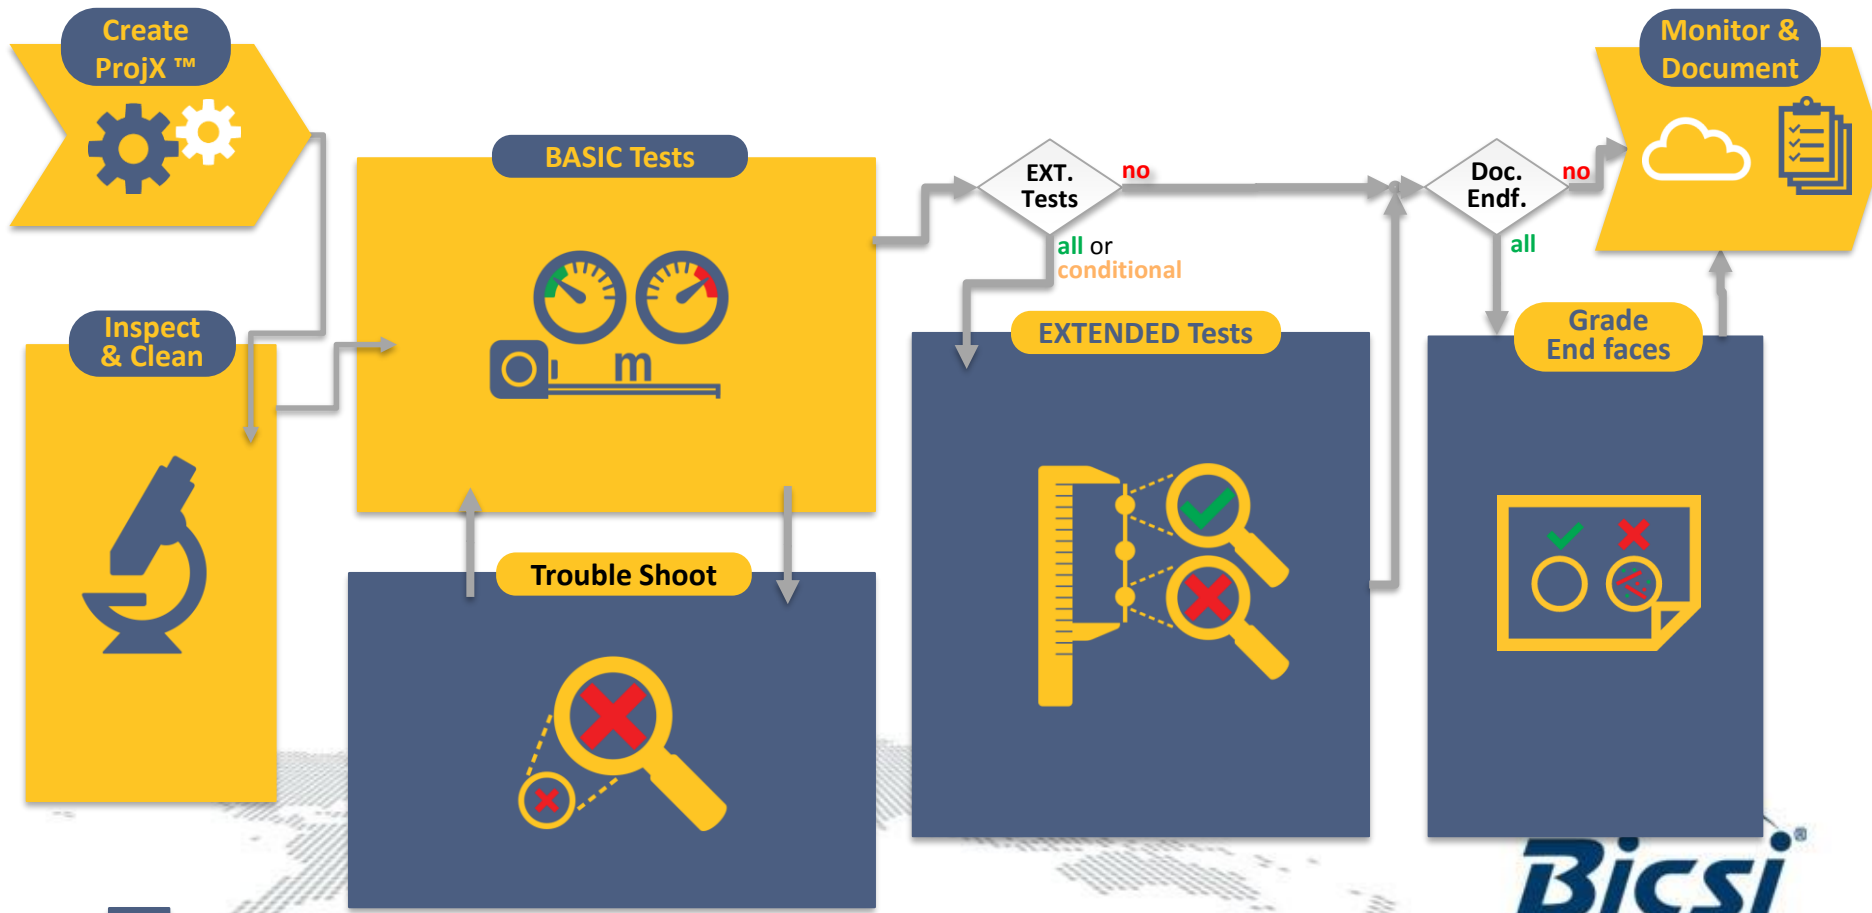 Create
ProjX ™
Monitor &
Document
BASIC Tests
EXT.
Tests
no
Doc.
Endf.
no
all or
conditional
all
Inspect
& Clean
EXTENDED Tests
Grade
End faces
m
Trouble Shoot
Bicsi®